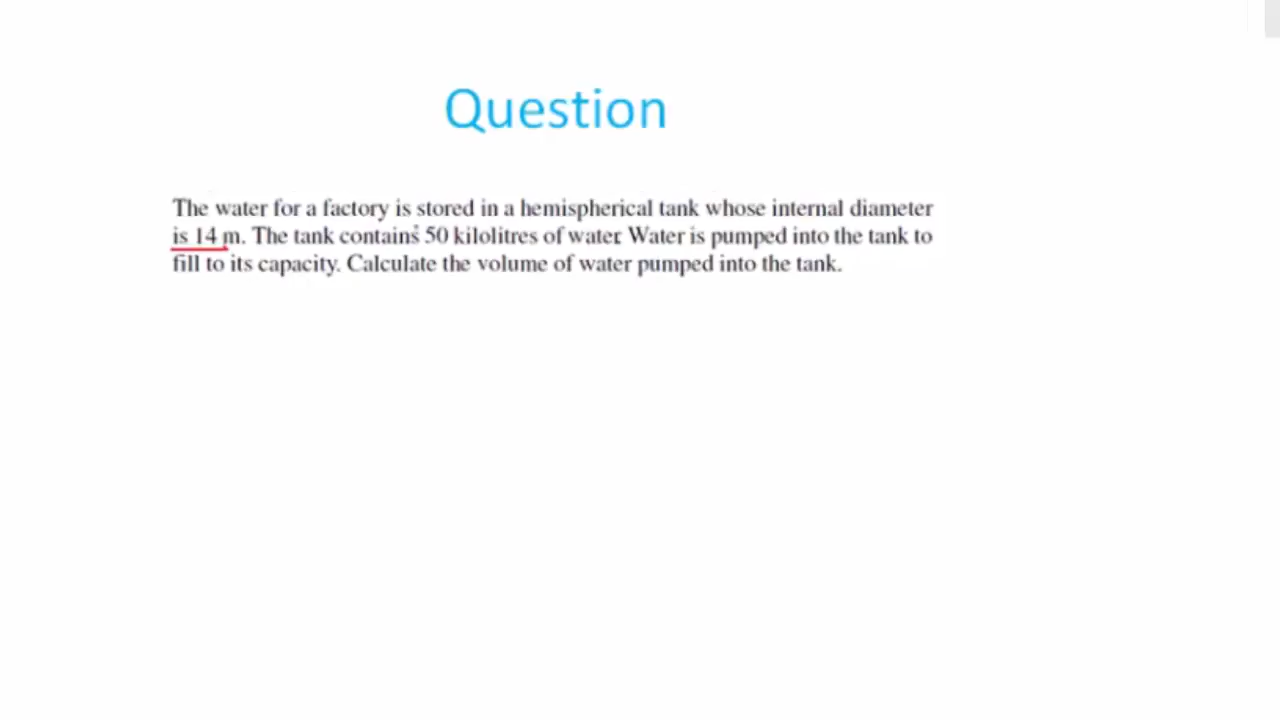 Question
The water for a factory is stored in a hemispherical tank whose internal diameter
is 14 m. The tank contains 50 kilolitres of water. Water is pumped into the tank to
fill to its capacity. Calculate the volume of water pumped into the tank.